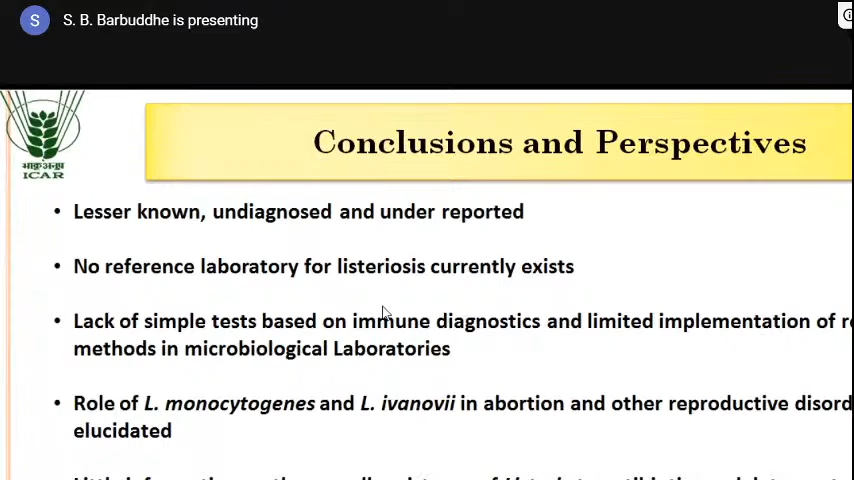 S
S. B. Barbuddhe is presenting
भाकृअनुप
ICAR
Conclusions and Perspectives
• Lesser known, undiagnosed and under reported
• No reference laboratory for listeriosis currently exists
• Lack of simple tests based on immune diagnostics and limited implementation of
methods in microbiological Laboratories
• Role of L. monocytogenes and L. ivanovii in abortion and other reproductive disord
elucidated